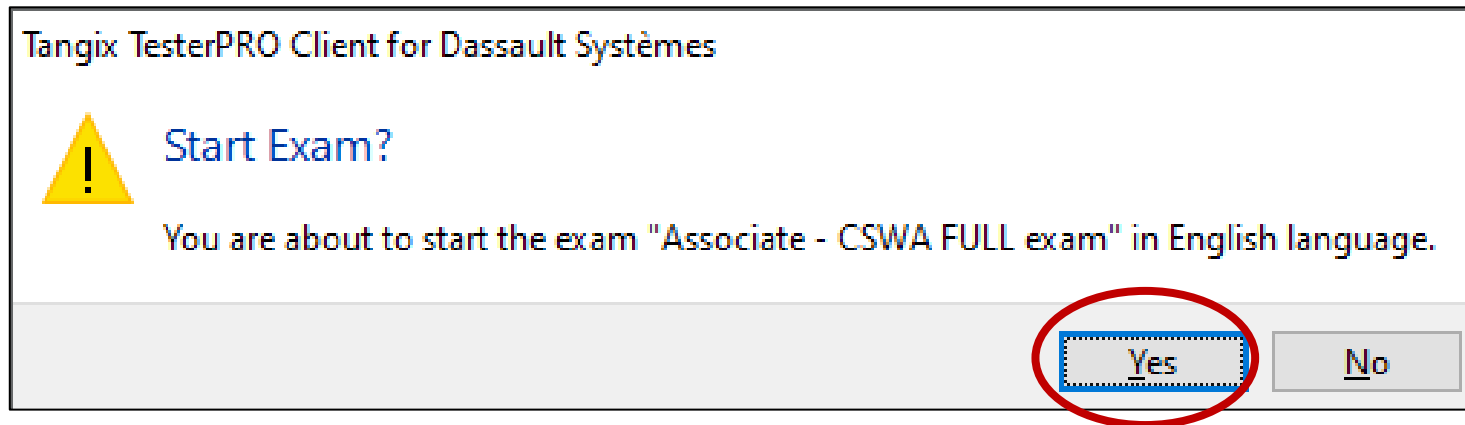 Tangix TesterPRO Client for Dassault Systèmes
Start Exam?
You are about to start the exam "Associate - CSWA FULL exam" in English language.
Yes No